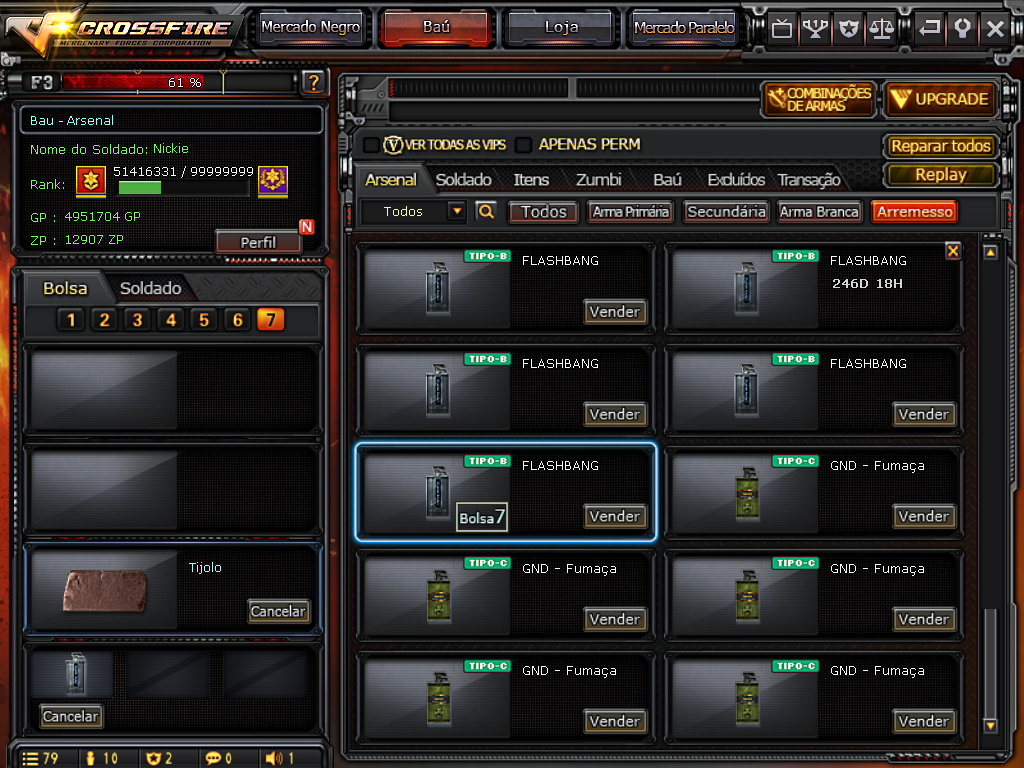 CROSSFIRE
MERCENARY FORCES CORPORATION
Mercado Negro
Baú
Loja
Mercado Paralelo
F3
61 %
?
Bau - Arsenal
Nome do Soldado: Nickie
Rank:
51416331 / 99999999
GP : 4951704 GP
ZP : 12907 ZP
N
Perfil
Bolsa
Soldado
1 2 3 4 5 6 7
Tijolo
Cancelar
Cancelar
79
10
2
0
1
COMBINAÇÕES
DE ARMAS
UPGRADE
VER TODAS AS VIPS
APENAS PERM
Reparar todos
Replay
Arsenal
Soldado
Itens
Zumbi
Baú
Excluídos
Transação
Todos
Todos
Arma Primária
Secundária
Arma Branca
Arremesso
TIPO-B
FLASHBANG
Vender
TIPO-B
FLASHBANG
246D 18H
TIPO-B
FLASHBANG
Vender
TIPO-B
FLASHBANG
Vender
TIPO-B
FLASHBANG
Bolsa7
Vender
TIPO-C
GND - Fumaça
Vender
TIPO-C
GND - Fumaça
Vender
TIPO-C
GND - Fumaça
Vender
TIPO-C
GND - Fumaça
Vender
TIPO-C
GND - Fumaça
Vender